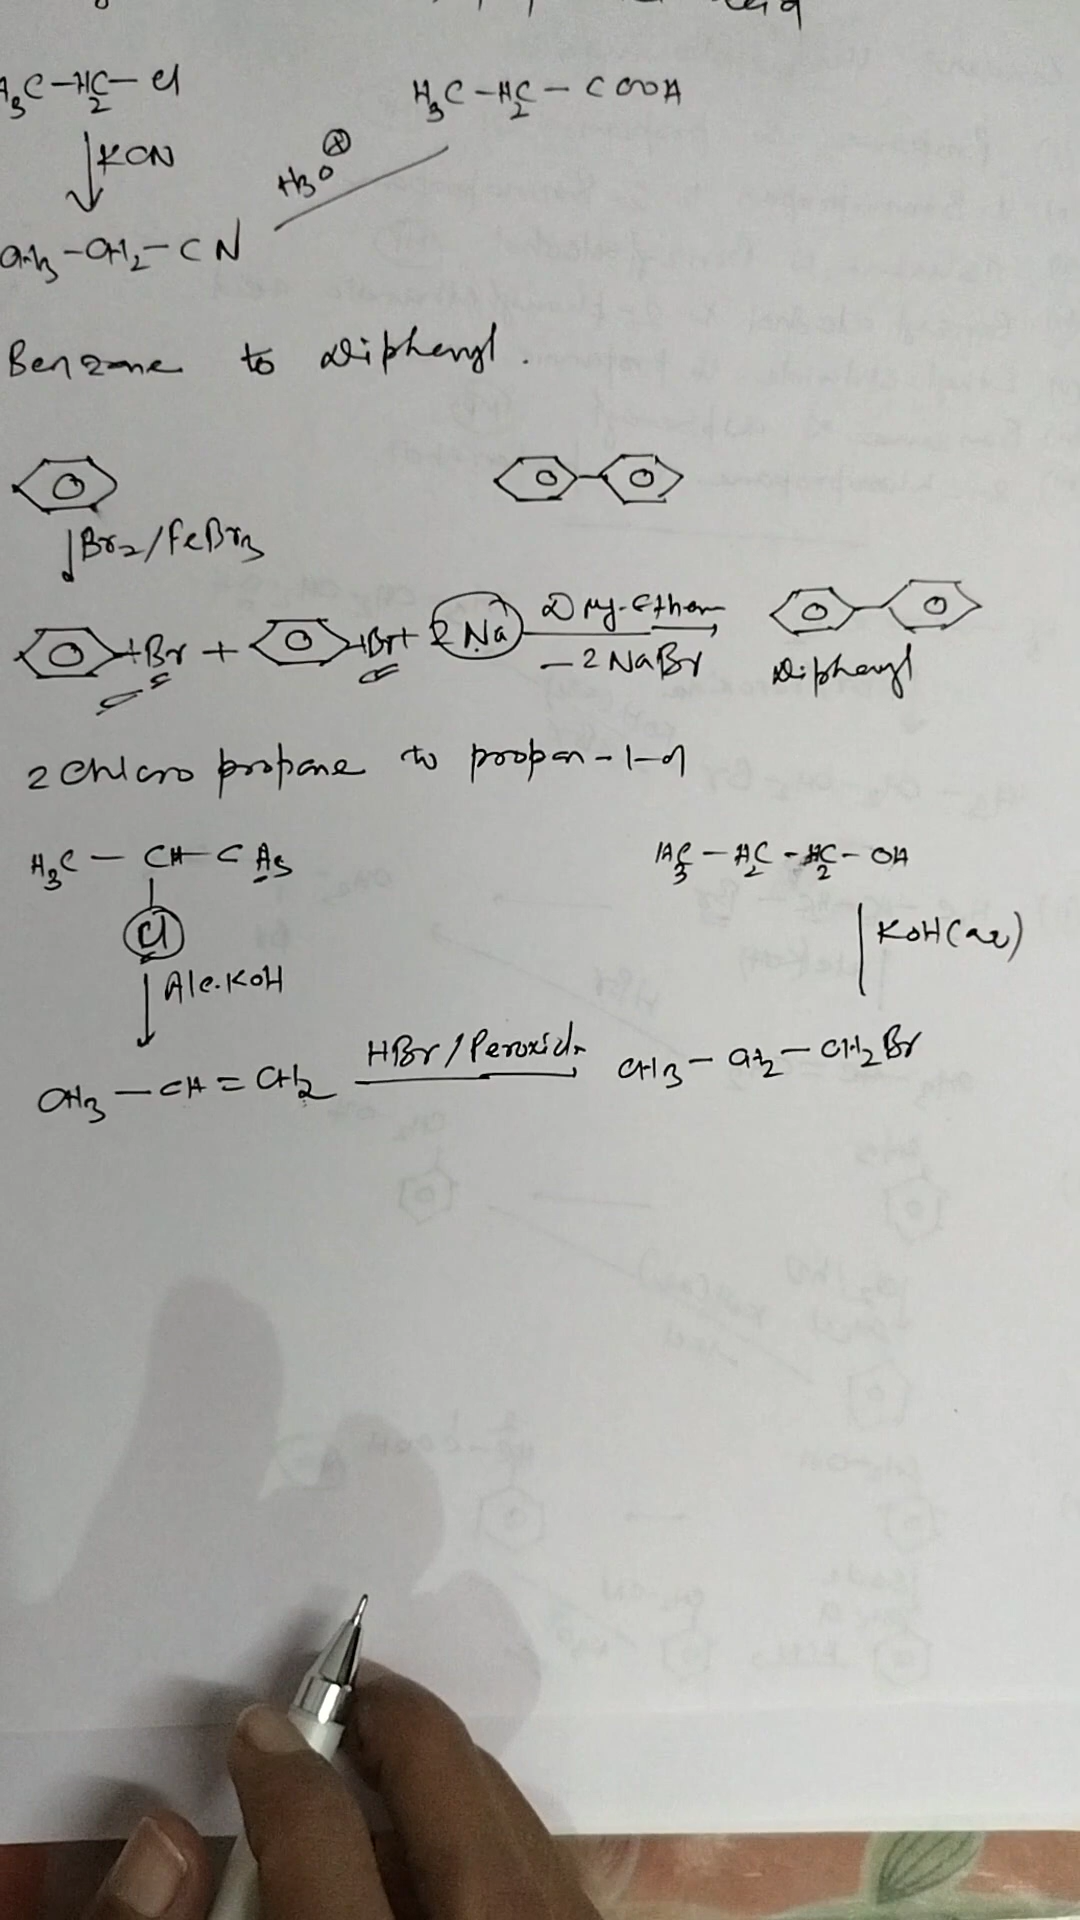 H3C-H2C-Cl
H3C-H2C-COOH
KCN
H3O⊕
CH3-CH2-CN
Benzene to Diphenyl.
Br2/FeBr3
Br + Br + 2Na Dry-Ether
-2NaBr
Diphenyl
2 Chloro propane to propan-1-ol
H3C-CH-CH3
H3C-H2C-H2C-OH
Cl
KOH(aq)
Alc.KOH
CH3-CH=CH2 HBr/Peroxide CH3-CH2-CH2Br